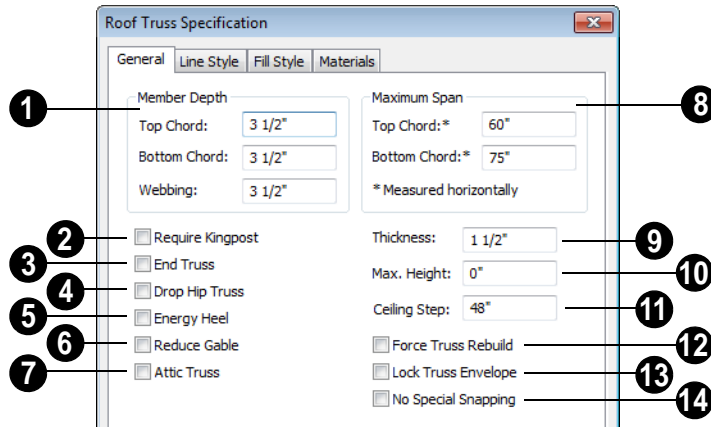 Roof Truss Specification
General Line Style Fill Style Materials
1
Member Depth
Top Chord: 3 1/2"
Bottom Chord: 3 1/2"
Webbing: 3 1/2"
Maximum Span
8
Top Chord:* 60"
Bottom Chord:* 75"
* Measured horizontally
2 Require Kingpost
3 End Truss
4 Drop Hip Truss
5 Energy Heel
6 Reduce Gable
7 Attic Truss
Thickness: 1 1/2" 9
Max. Height: 0" 10
Ceiling Step: 48" 11
Force Truss Rebuild 12
Lock Truss Envelope 13
No Special Snapping 14